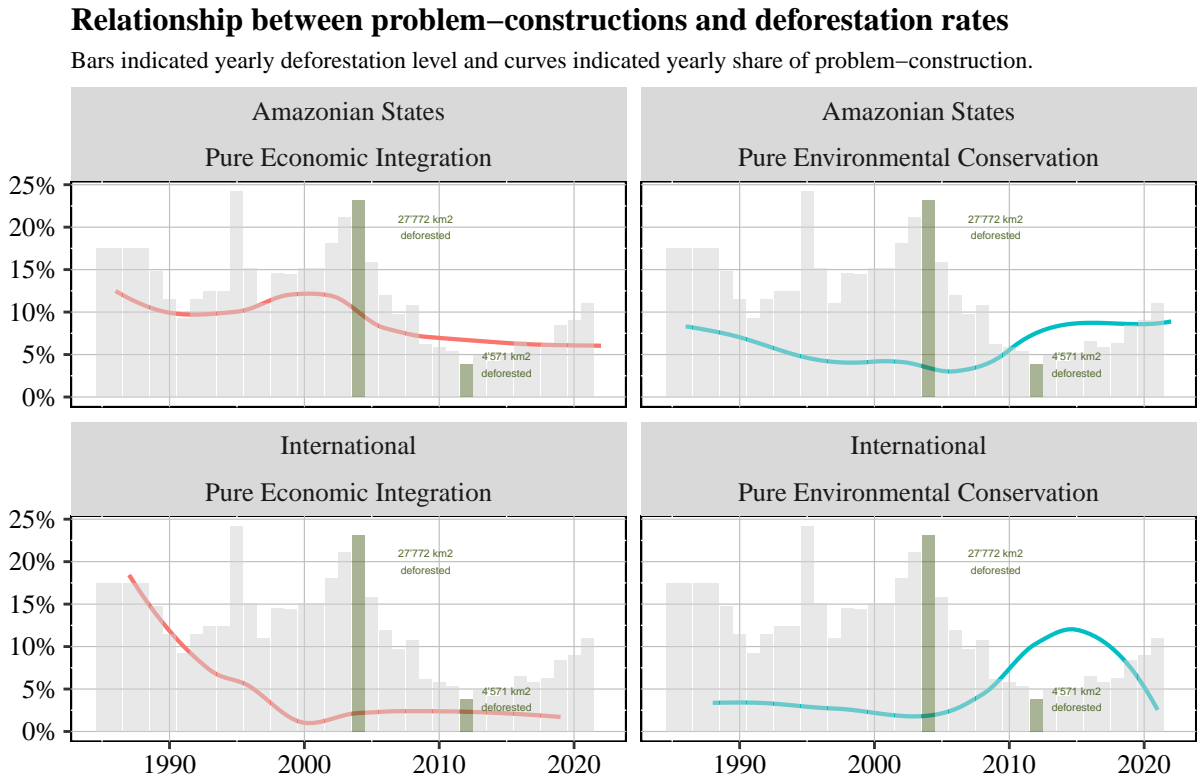 Relationship between problem−constructions and deforestation rates
Bars indicated yearly deforestation level and curves indicated yearly share of problem−construction.
Amazonian States
Pure Economic Integration
Amazonian States
Pure Environmental Conservation
25%
20%
15%
10%
5%
0%
27'772 km2
deforested
4'571 km2
deforested
27'772 km2
deforested
4'571 km2
deforested
International
Pure Economic Integration
International
Pure Environmental Conservation
25%
20%
15%
10%
5%
0%
27'772 km2
deforested
4'571 km2
deforested
27'772 km2
deforested
4'571 km2
deforested
1990 2000 2010 2020
1990 2000 2010 2020